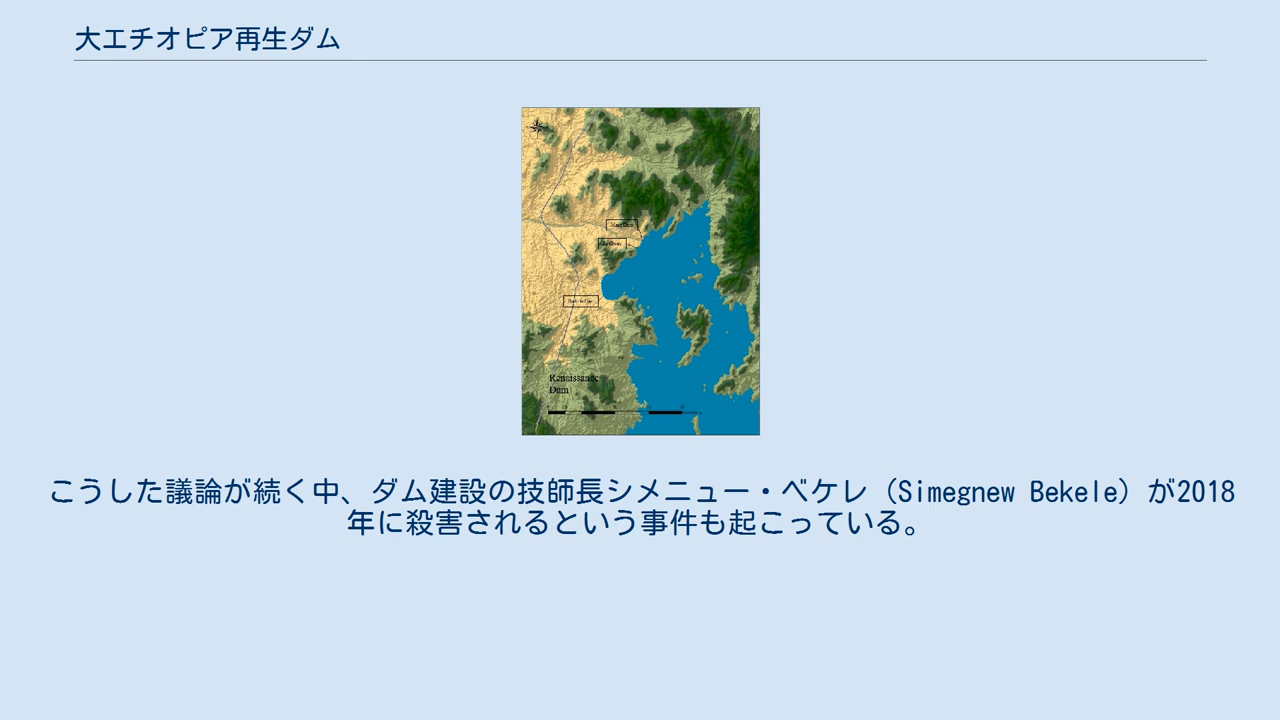 大エチオピア再生ダム
Renaissance
Dam
こうした議論が続く中、ダム建設の技師長シメニュー・ベケレ（Simegnew Bekele）が2018
年に殺害されるという事件も起こっている。